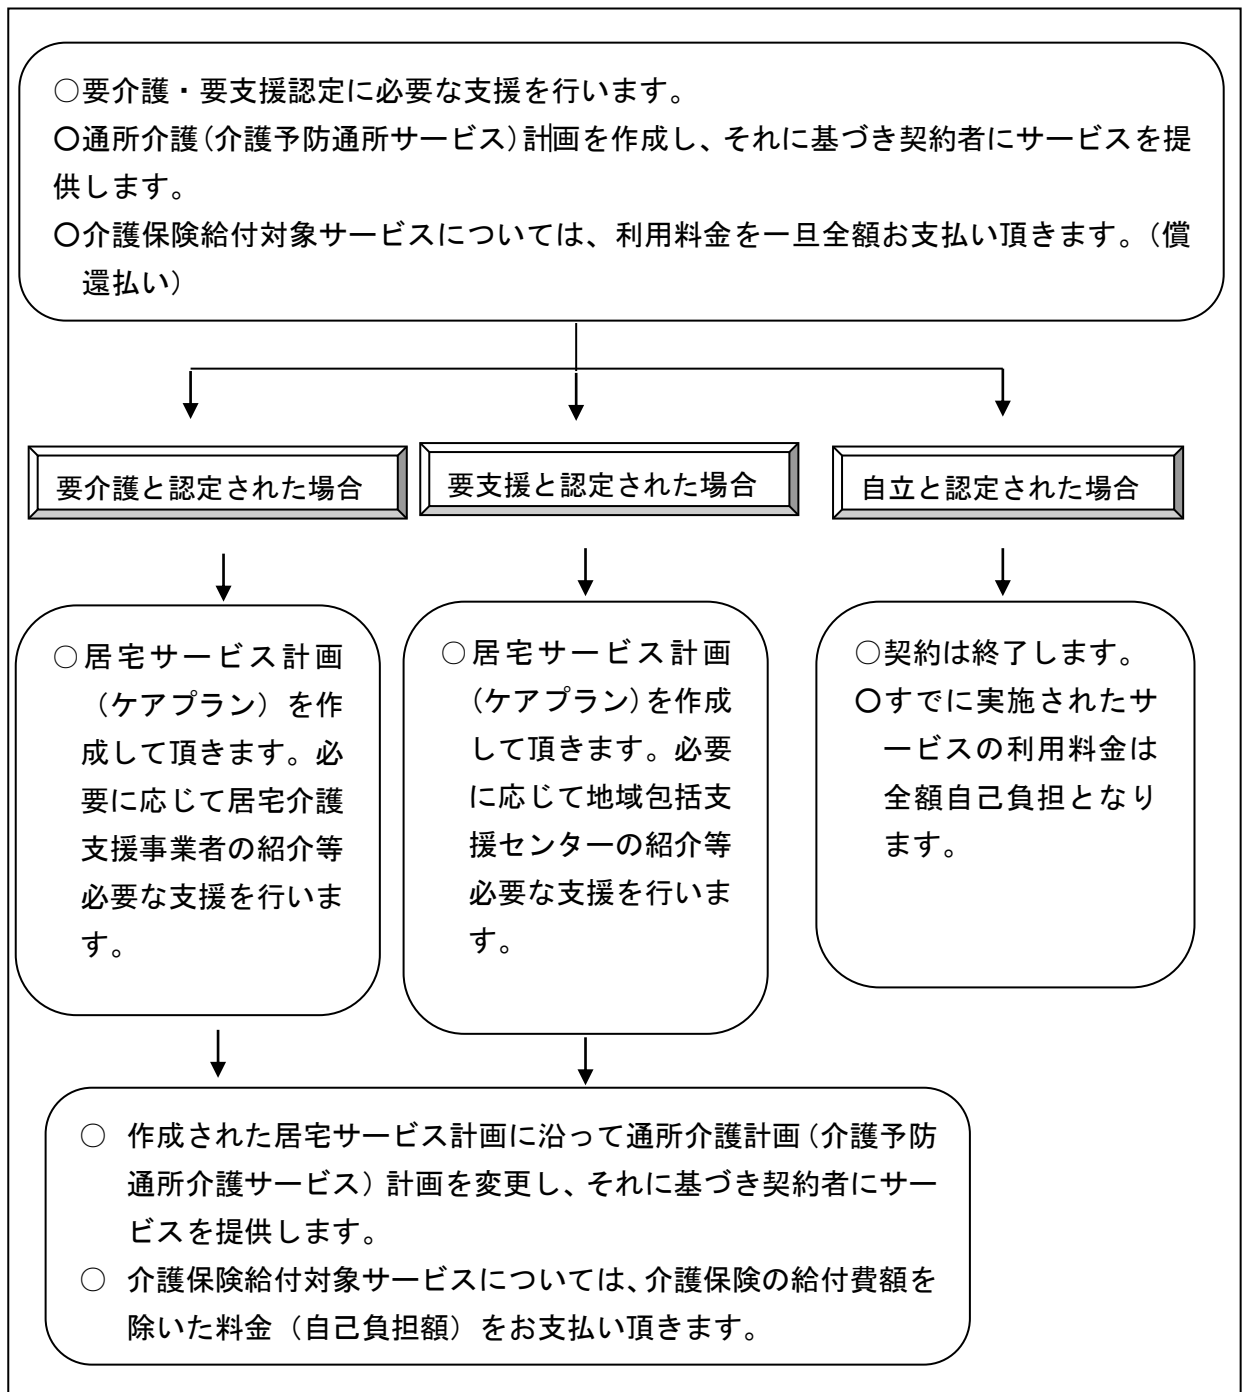 ○要介護・要支援認定に必要な支援を行います。
〇通所介護(介護予防通所サービス)計画を作成し、それに基づき契約者にサービスを提
供します。
〇介護保険給付対象サービスについては、利用料金を一旦全額お支払い頂きます。(償
還払い)
要介護と認定された場合
要支援と認定された場合
自立と認定された場合
○居宅サービス計画
(ケアプラン)を作
成して頂きます。必
要に応じて居宅介護
支援事業者の紹介等
必要な支援を行いま
す。
○居宅サービス計画
(ケアプラン)を作成
して頂きます。必要
に応じて地域包括支
援センターの紹介等
必要な支援を行いま
す。
○契約は終了します。
〇すでに実施されたサ
ービスの利用料金は
全額自己負担となり
ます。
○ 作成された居宅サービス計画に沿って通所介護計画(介護予防
通所介護サービス)計画を変更し、それに基づき契約者にサー
ビスを提供します。
○ 介護保険給付対象サービスについては、介護保険の給付費額を
除いた料金(自己負担額)をお支払い頂きます。